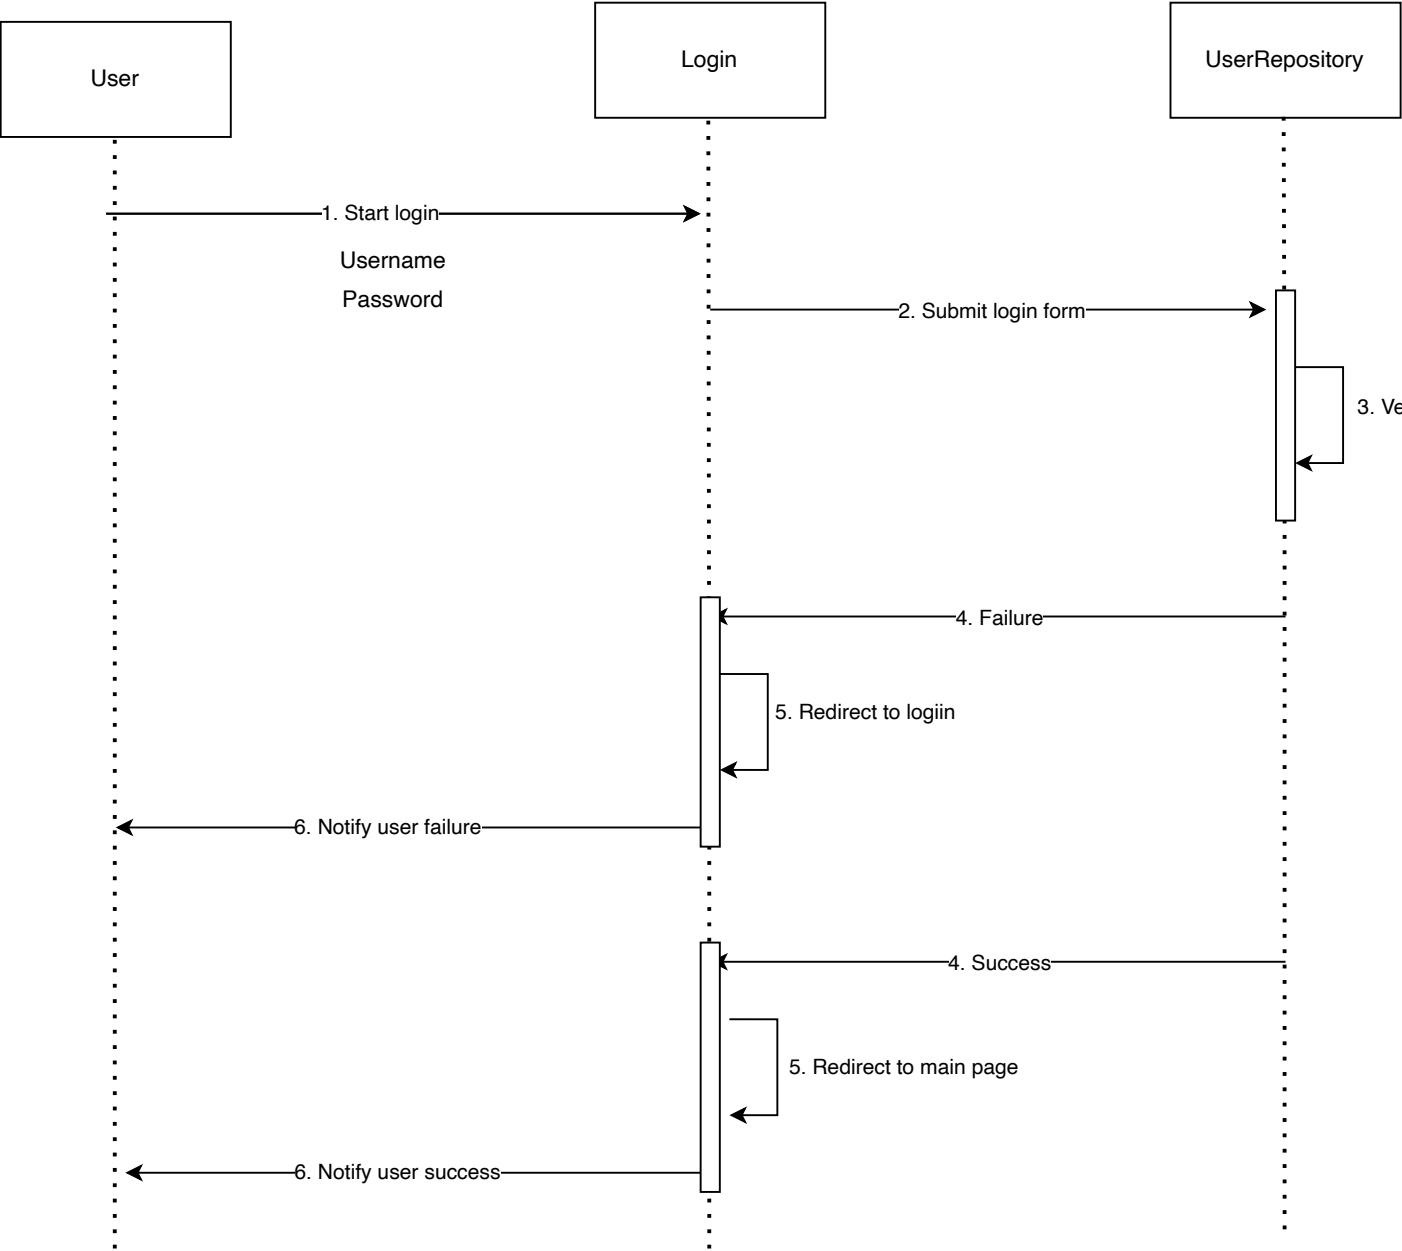 User
Login
UserRepository
1. Start login
Username
Password
2. Submit login form
3. Ve
4. Failure
5. Redirect to logiin
6. Notify user failure
4. Success
5. Redirect to main page
6. Notify user success